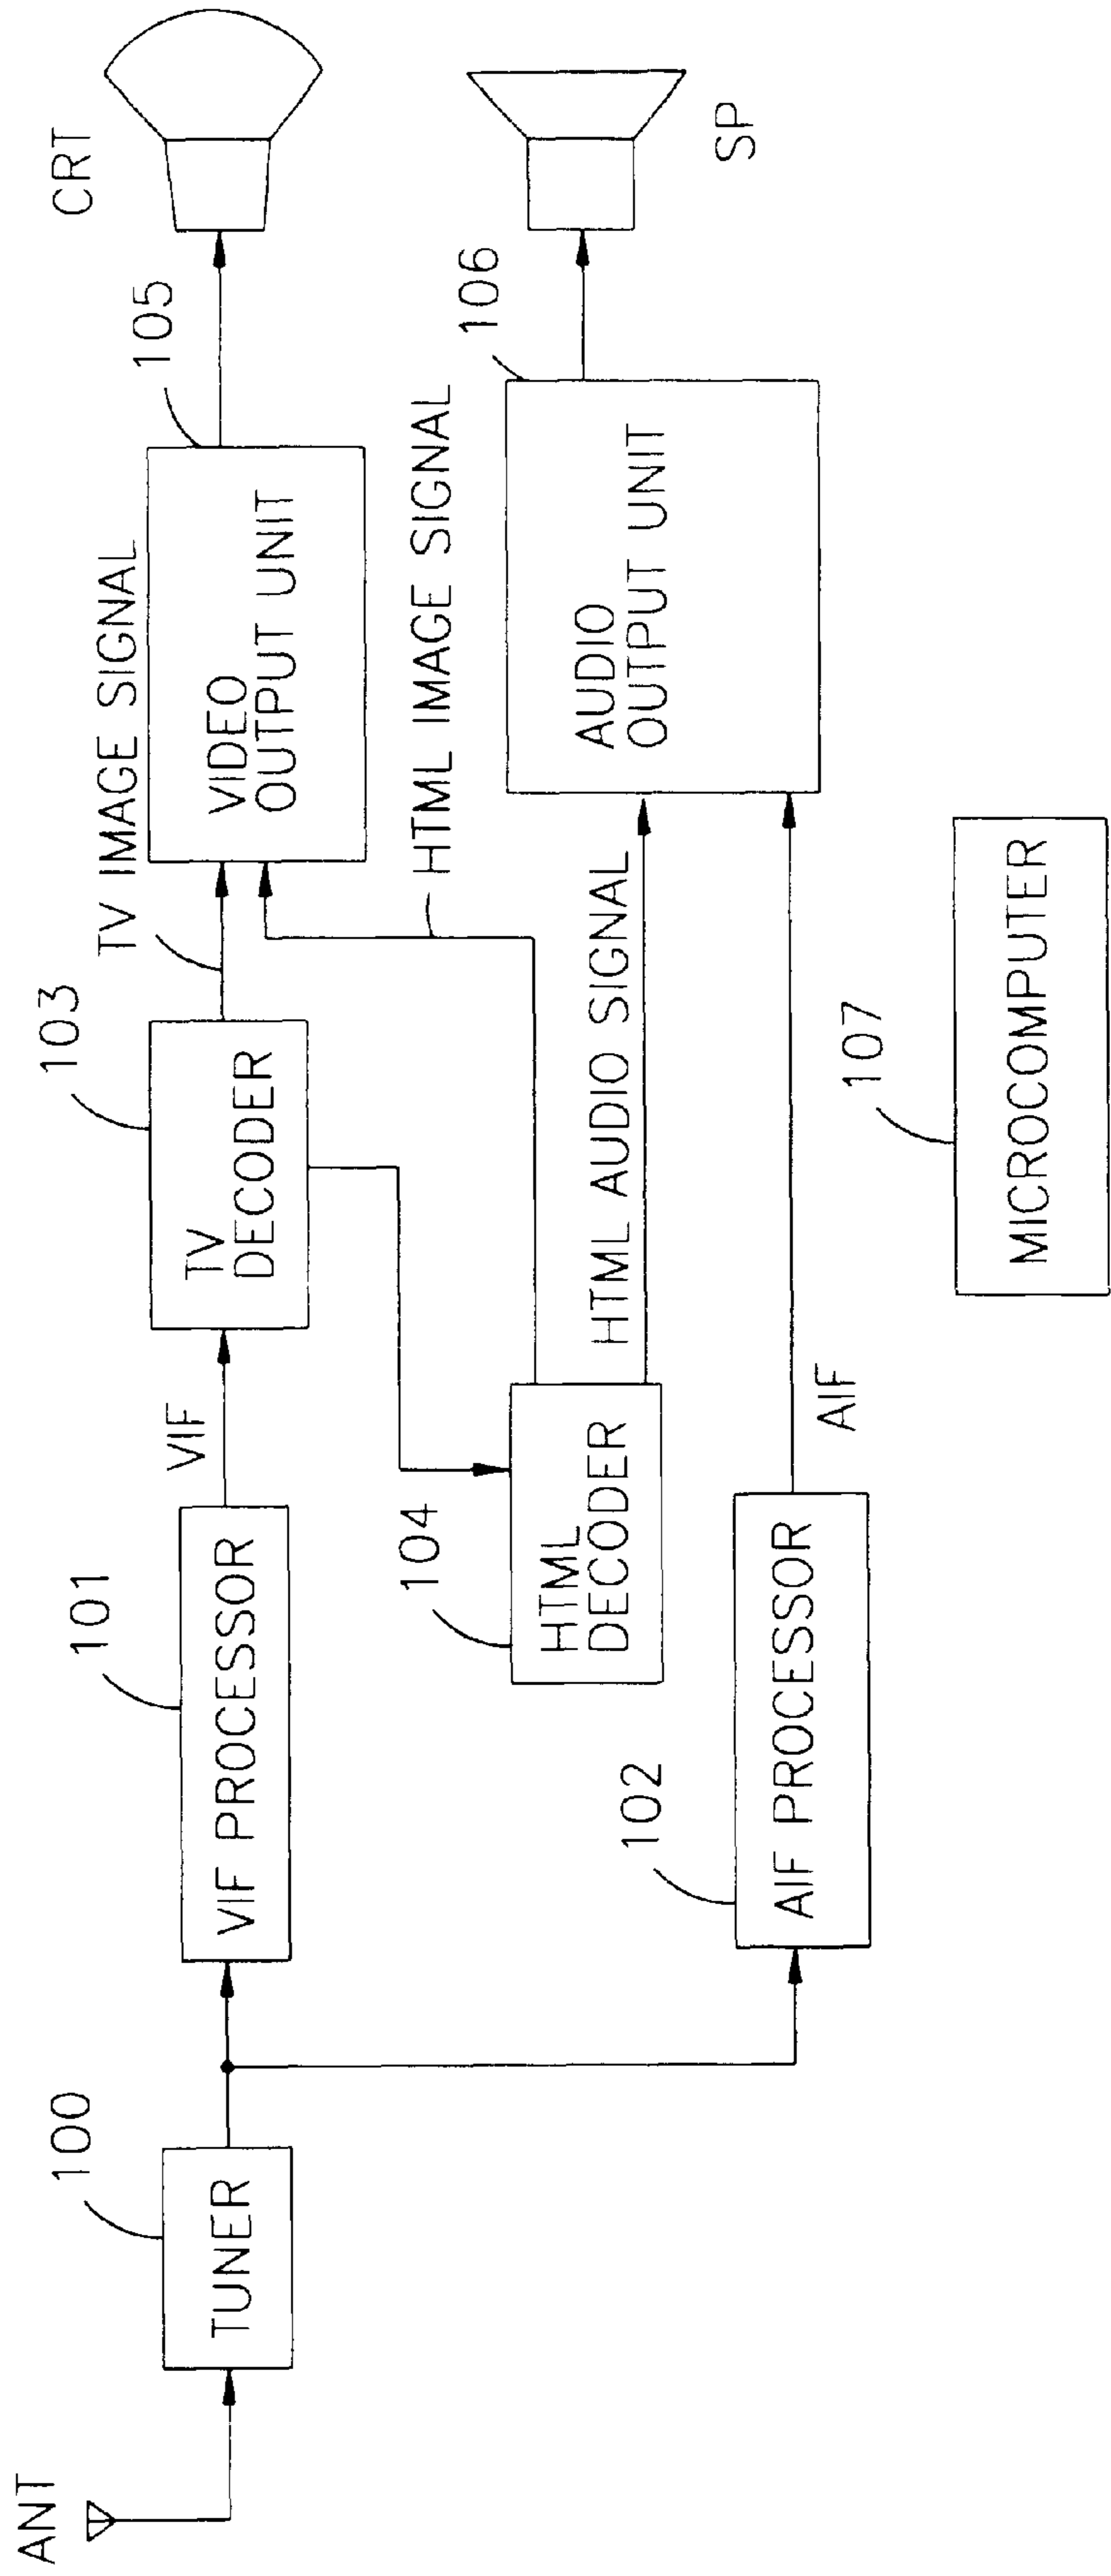 ANT
100
TUNER
101
VIF PROCESSOR
VIF
103
TV
DECODER
TV IMAGE SIGNAL
VIDEO
OUTPUT UNIT
105
CRT
104
HTML
DECODER
HTML IMAGE SIGNAL
HTML AUDIO SIGNAL
AUDIO
OUTPUT UNIT
106
SP
102
AIF PROCESSOR
AIF
107
MICROCOMPUTER